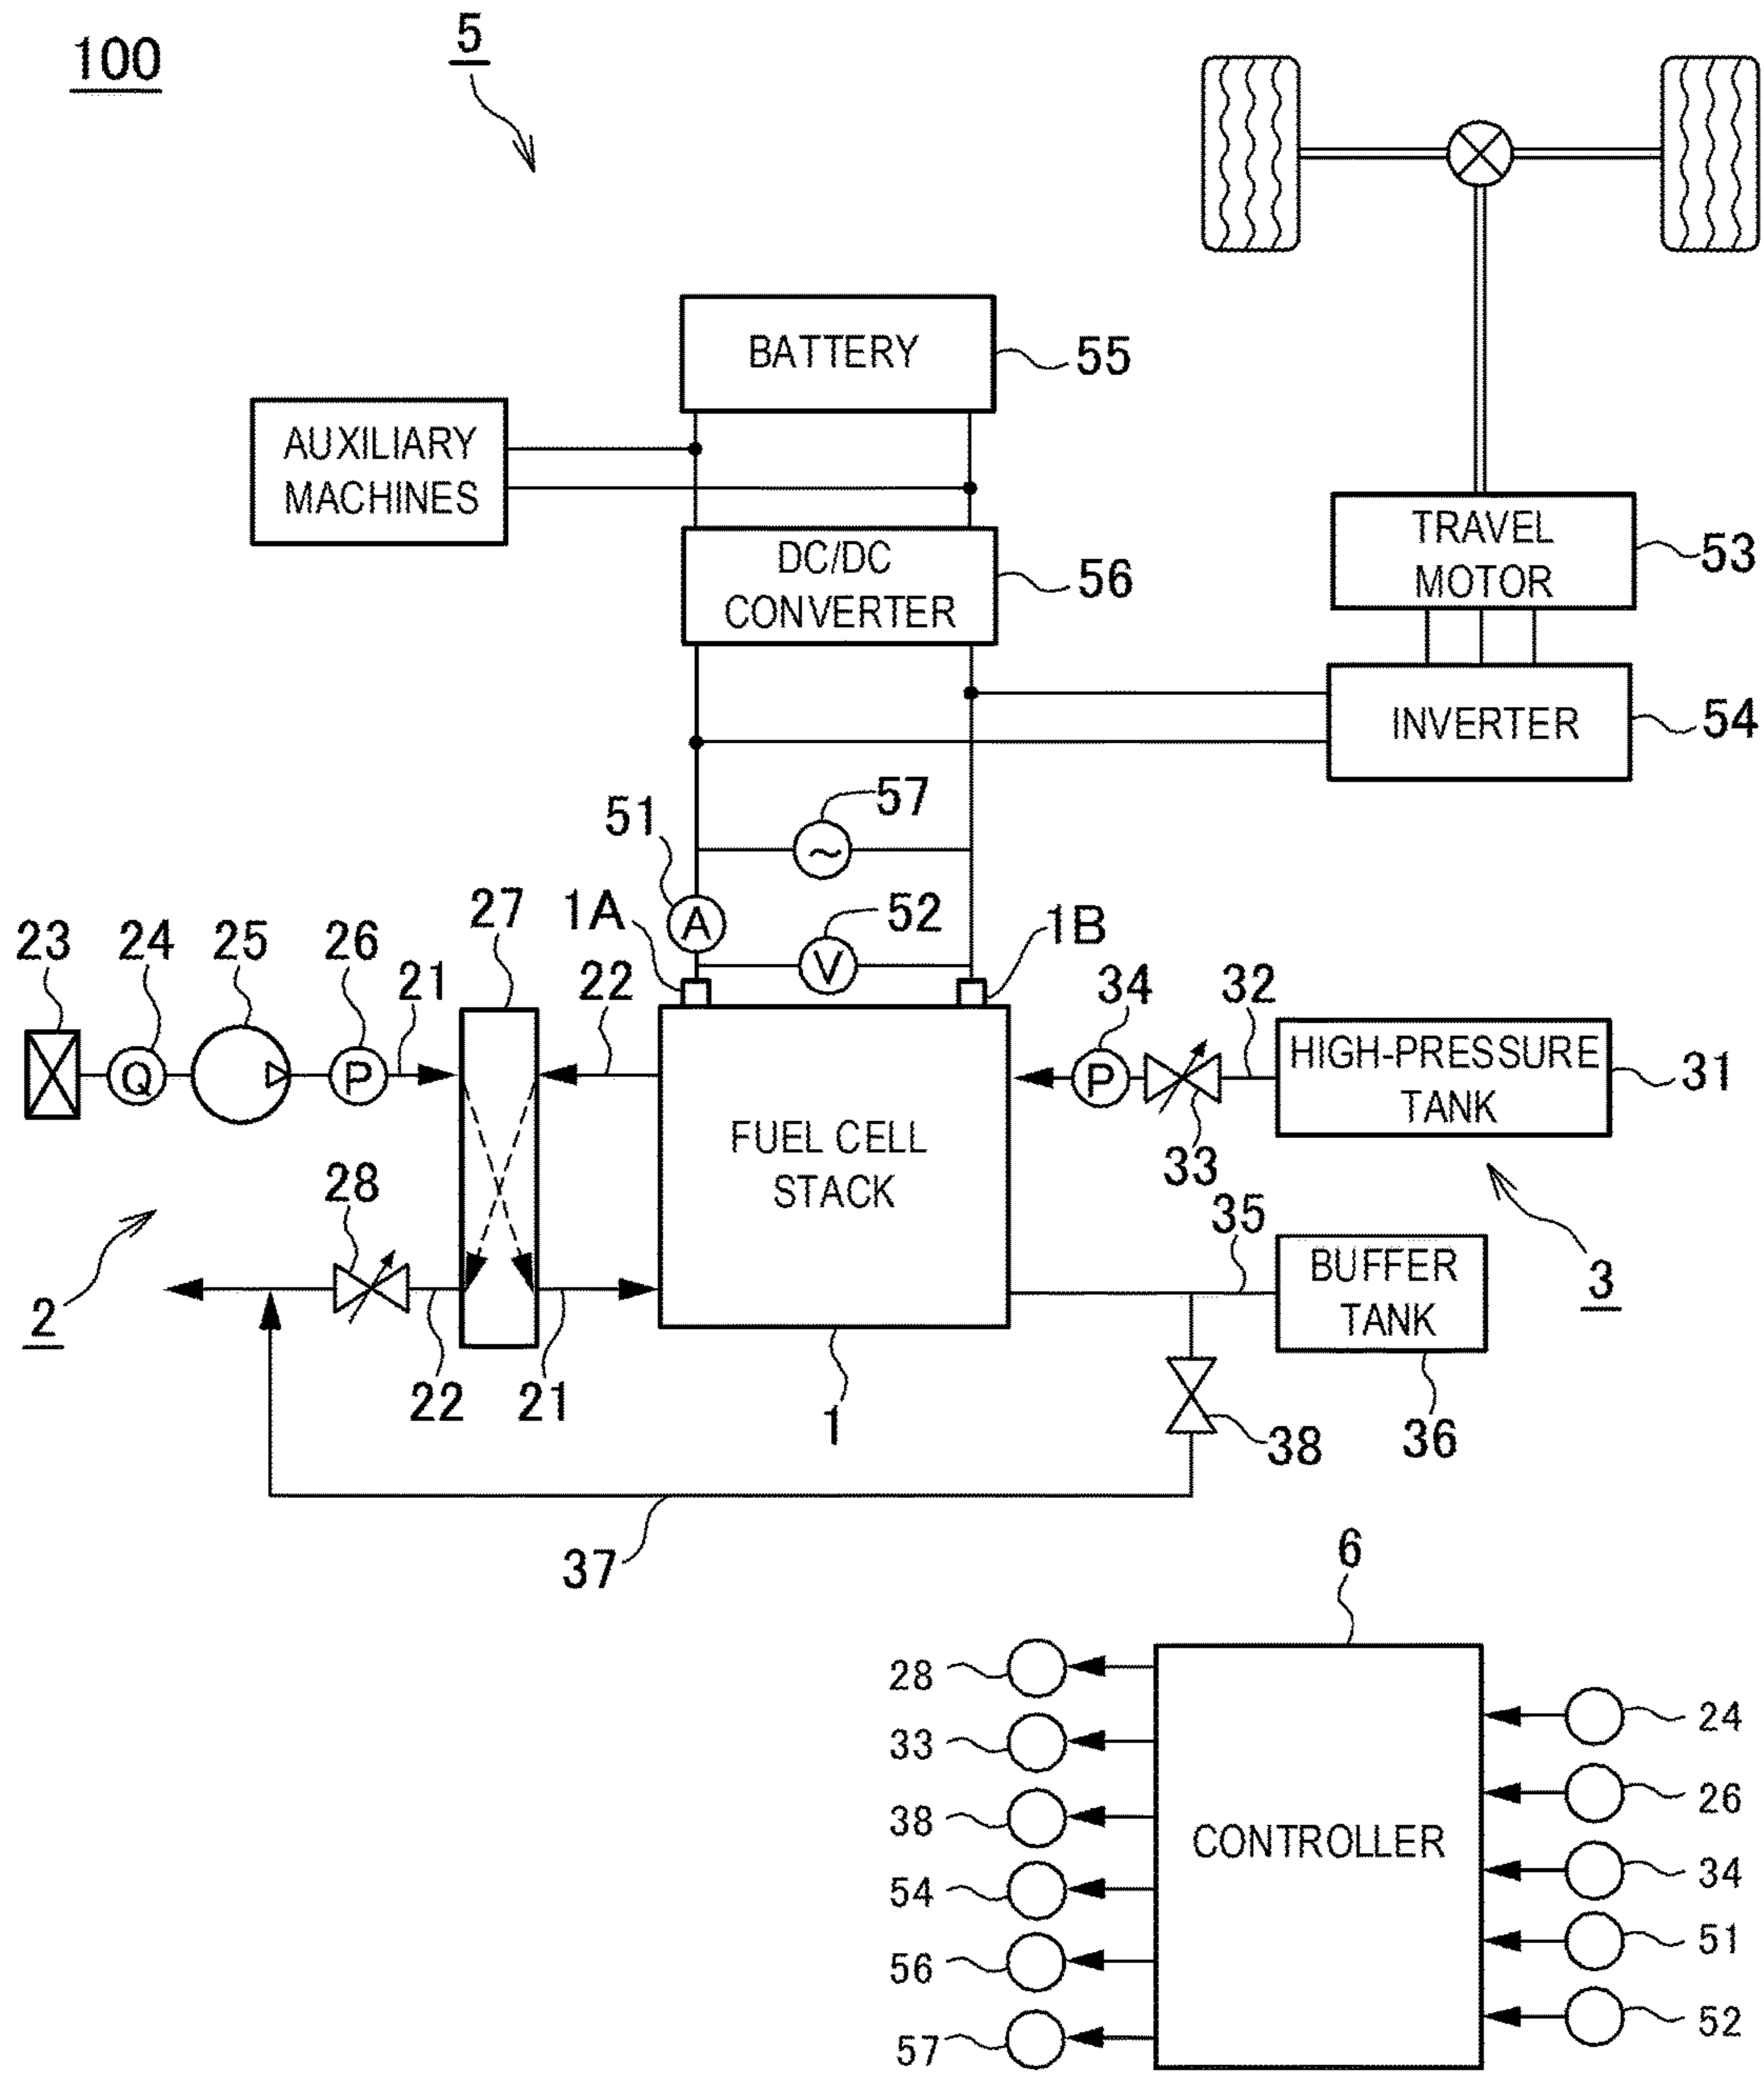 100
5
BATTERY
55
AUXILIARY
MACHINES
DC/DC
CONVERTER
56
TRAVEL
MOTOR
53
INVERTER
54
57
51
52
1A
1B
23
24
25
26
21
27
22
34
32
HIGH-PRESSURE
TANK
31
A
V
Q
P
P
33
FUEL CELL
STACK
28
35
BUFFER
TANK
3
2
22
21
1
38
36
37
6
28
33
38
54
56
57
CONTROLLER
24
26
34
51
52